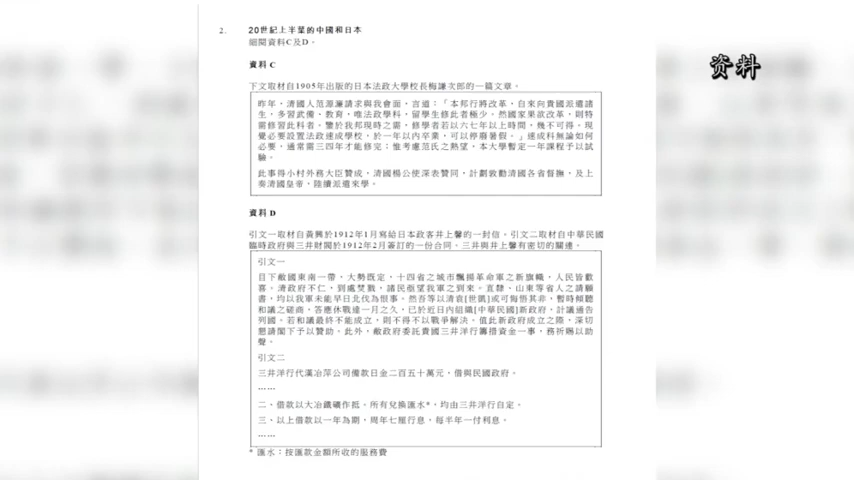 资料
2. 20世紀上半葉的中國和日本
細閱資料C及D。
資料 C
下文取材自1905年出版的日本法政大學校長梅謙次郎的一篇文章。
昨年，清國人范源濂請求與我會面，言道：「本邦行將改革，自來向貴國派遣諸
生，多習武備、教育，唯法政學科，留學生修此者極少。然國家果欲改革，則特
需修習此科者。鑒於我邦現時之需，修學者若以六七年以上時間，幾不可得。現
覺必要設置法政速成學校，於一年以內卒業，可以停廢暑假。」速成科無論如何
必要。通常需三四年才能修完；惟考慮范氏之熱望，本大學暫定一年課程予以試
驗。
此事得小村外務大臣贊成，清國楊公使深表贊同，計劃敦勸清國各省督撫，及上
奏清國皇帝，陸續派遣來學。
資料 D
引文一取材自黃興於1912年1月寫給日本政客井上馨的一封信。引文二取材自中華民國
臨時政府與三井財閥於1912年2月簽訂的一份合同。三井與井上馨有密切的關連。
引文一
目下敝國東南一帶，大勢既定，十四省之城市飄揚革命軍之新旗幟，人民皆歡
喜。清政府不仁，到處焚戮，諸民亟望我軍之到來。直隸、山東等省人之請願
書，均以我軍未能早日北伐為恨事。然吾等以清袁[世凱]或可悔悟其非，暫時傾聽
和議之磋商，答應休戰達一月之久，已於近日內組織[中華民國]新政府，計議通告
列國。若和議最終不能成立，則不得不以戰爭解決。值此新政府成立之際，深切
懇請閣下予以贊助。此外，敝政府委託貴國三井洋行籌措資金一事，務祈賜以助
聲。
引文二
三井洋行代漢冶萍公司備款日金二百五十萬元，借與民國政府。
……
二、借款以大冶鐵礦作抵。所有兌換匯水*，均由三井洋行自定。
三、以上借款以一年為期，周年七厘行息，每半年一付利息。
……
* 匯水：按匯款金額所收的服務費